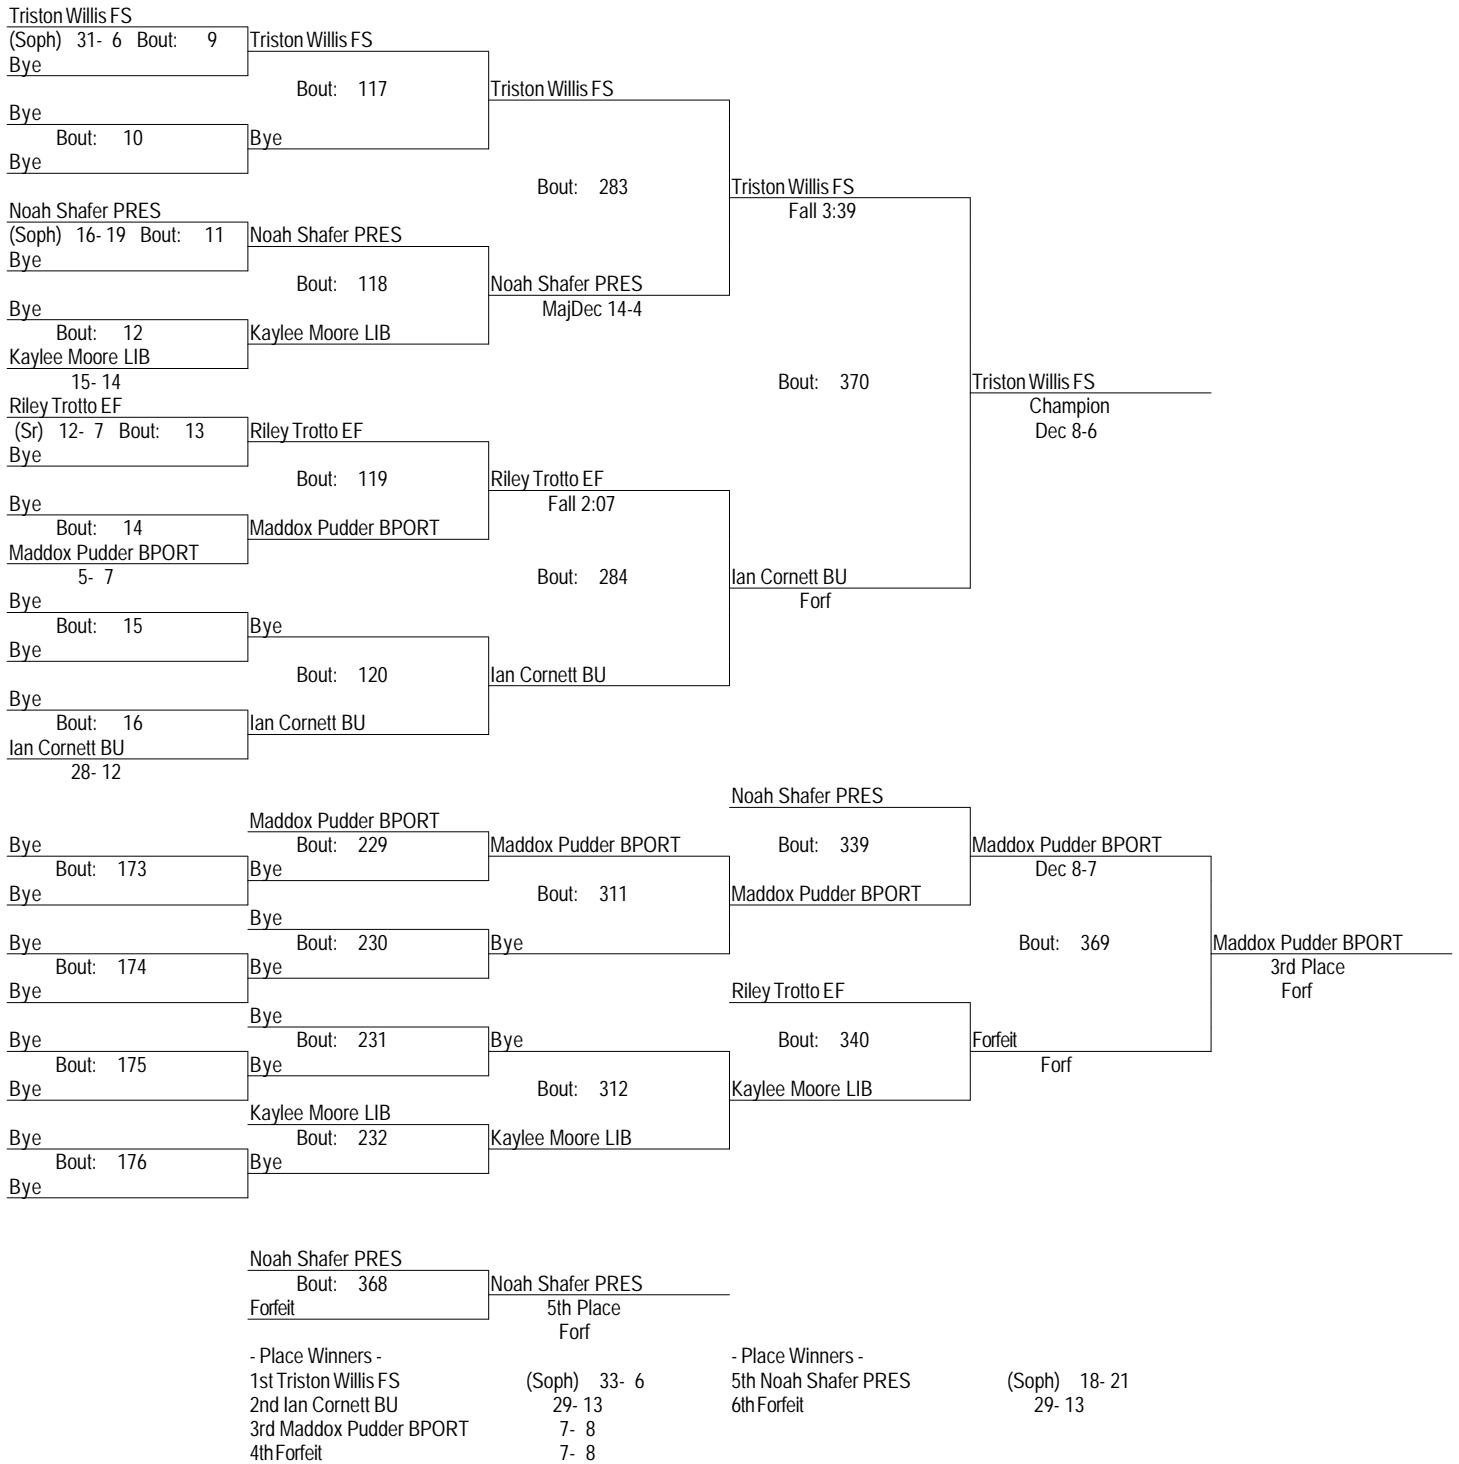 Triston Willis FS
(Soph) 31- 6 Bout: 9
Triston Willis FS
Bye
Bout: 117
Triston Willis FS
Bye
Bout: 10
Bye
Bye
Bout: 283
Triston Willis FS
Fall 3:39
Noah Shafer PRES
(Soph) 16- 19 Bout: 11
Noah Shafer PRES
Bye
Bout: 118
Noah Shafer PRES
MajDec 14-4
Bye
Bout: 12
Kaylee Moore LIB
Kaylee Moore LIB
15- 14
Bout: 370
Triston Willis FS
Champion
Dec 8-6
Riley Trotto EF
(Sr) 12- 7 Bout: 13
Riley Trotto EF
Bye
Bout: 119
Riley Trotto EF
Fall 2:07
Bye
Bout: 14
Maddox Pudder BPORT
Maddox Pudder BPORT
5- 7
Bout: 284
Ian Cornett BU
Forf
Bye
Bout: 15
Bye
Bye
Bout: 120
Ian Cornett BU
Bye
Bout: 16
Ian Cornett BU
Ian Cornett BU
28- 12
Noah Shafer PRES
Maddox Pudder BPORT
Bye
Bout: 229
Maddox Pudder BPORT
Bout: 339
Maddox Pudder BPORT
Bout: 173
Bye
Dec 8-7
Bye
Bout: 311
Maddox Pudder BPORT
Bye
Bye
Bout: 230
Bye
Bout: 369
Maddox Pudder BPORT
Bout: 174
Bye
3rd Place
Bye
Riley Trotto EF
Forf
Bye
Bye
Bout: 231
Bye
Bout: 340
Forfeit
Bout: 175
Bye
Forf
Bye
Bout: 312
Kaylee Moore LIB
Kaylee Moore LIB
Bye
Bout: 232
Kaylee Moore LIB
Bout: 176
Bye
Bye
Noah Shafer PRES
Bout: 368
Noah Shafer PRES
Forfeit
5th Place
Forf
- Place Winners -
1st Triston Willis FS (Soph) 33- 6
2nd Ian Cornett BU 29- 13
3rd Maddox Pudder BPORT 7- 8
4th Forfeit 7- 8
- Place Winners -
5th Noah Shafer PRES (Soph) 18- 21
6th Forfeit 29- 13